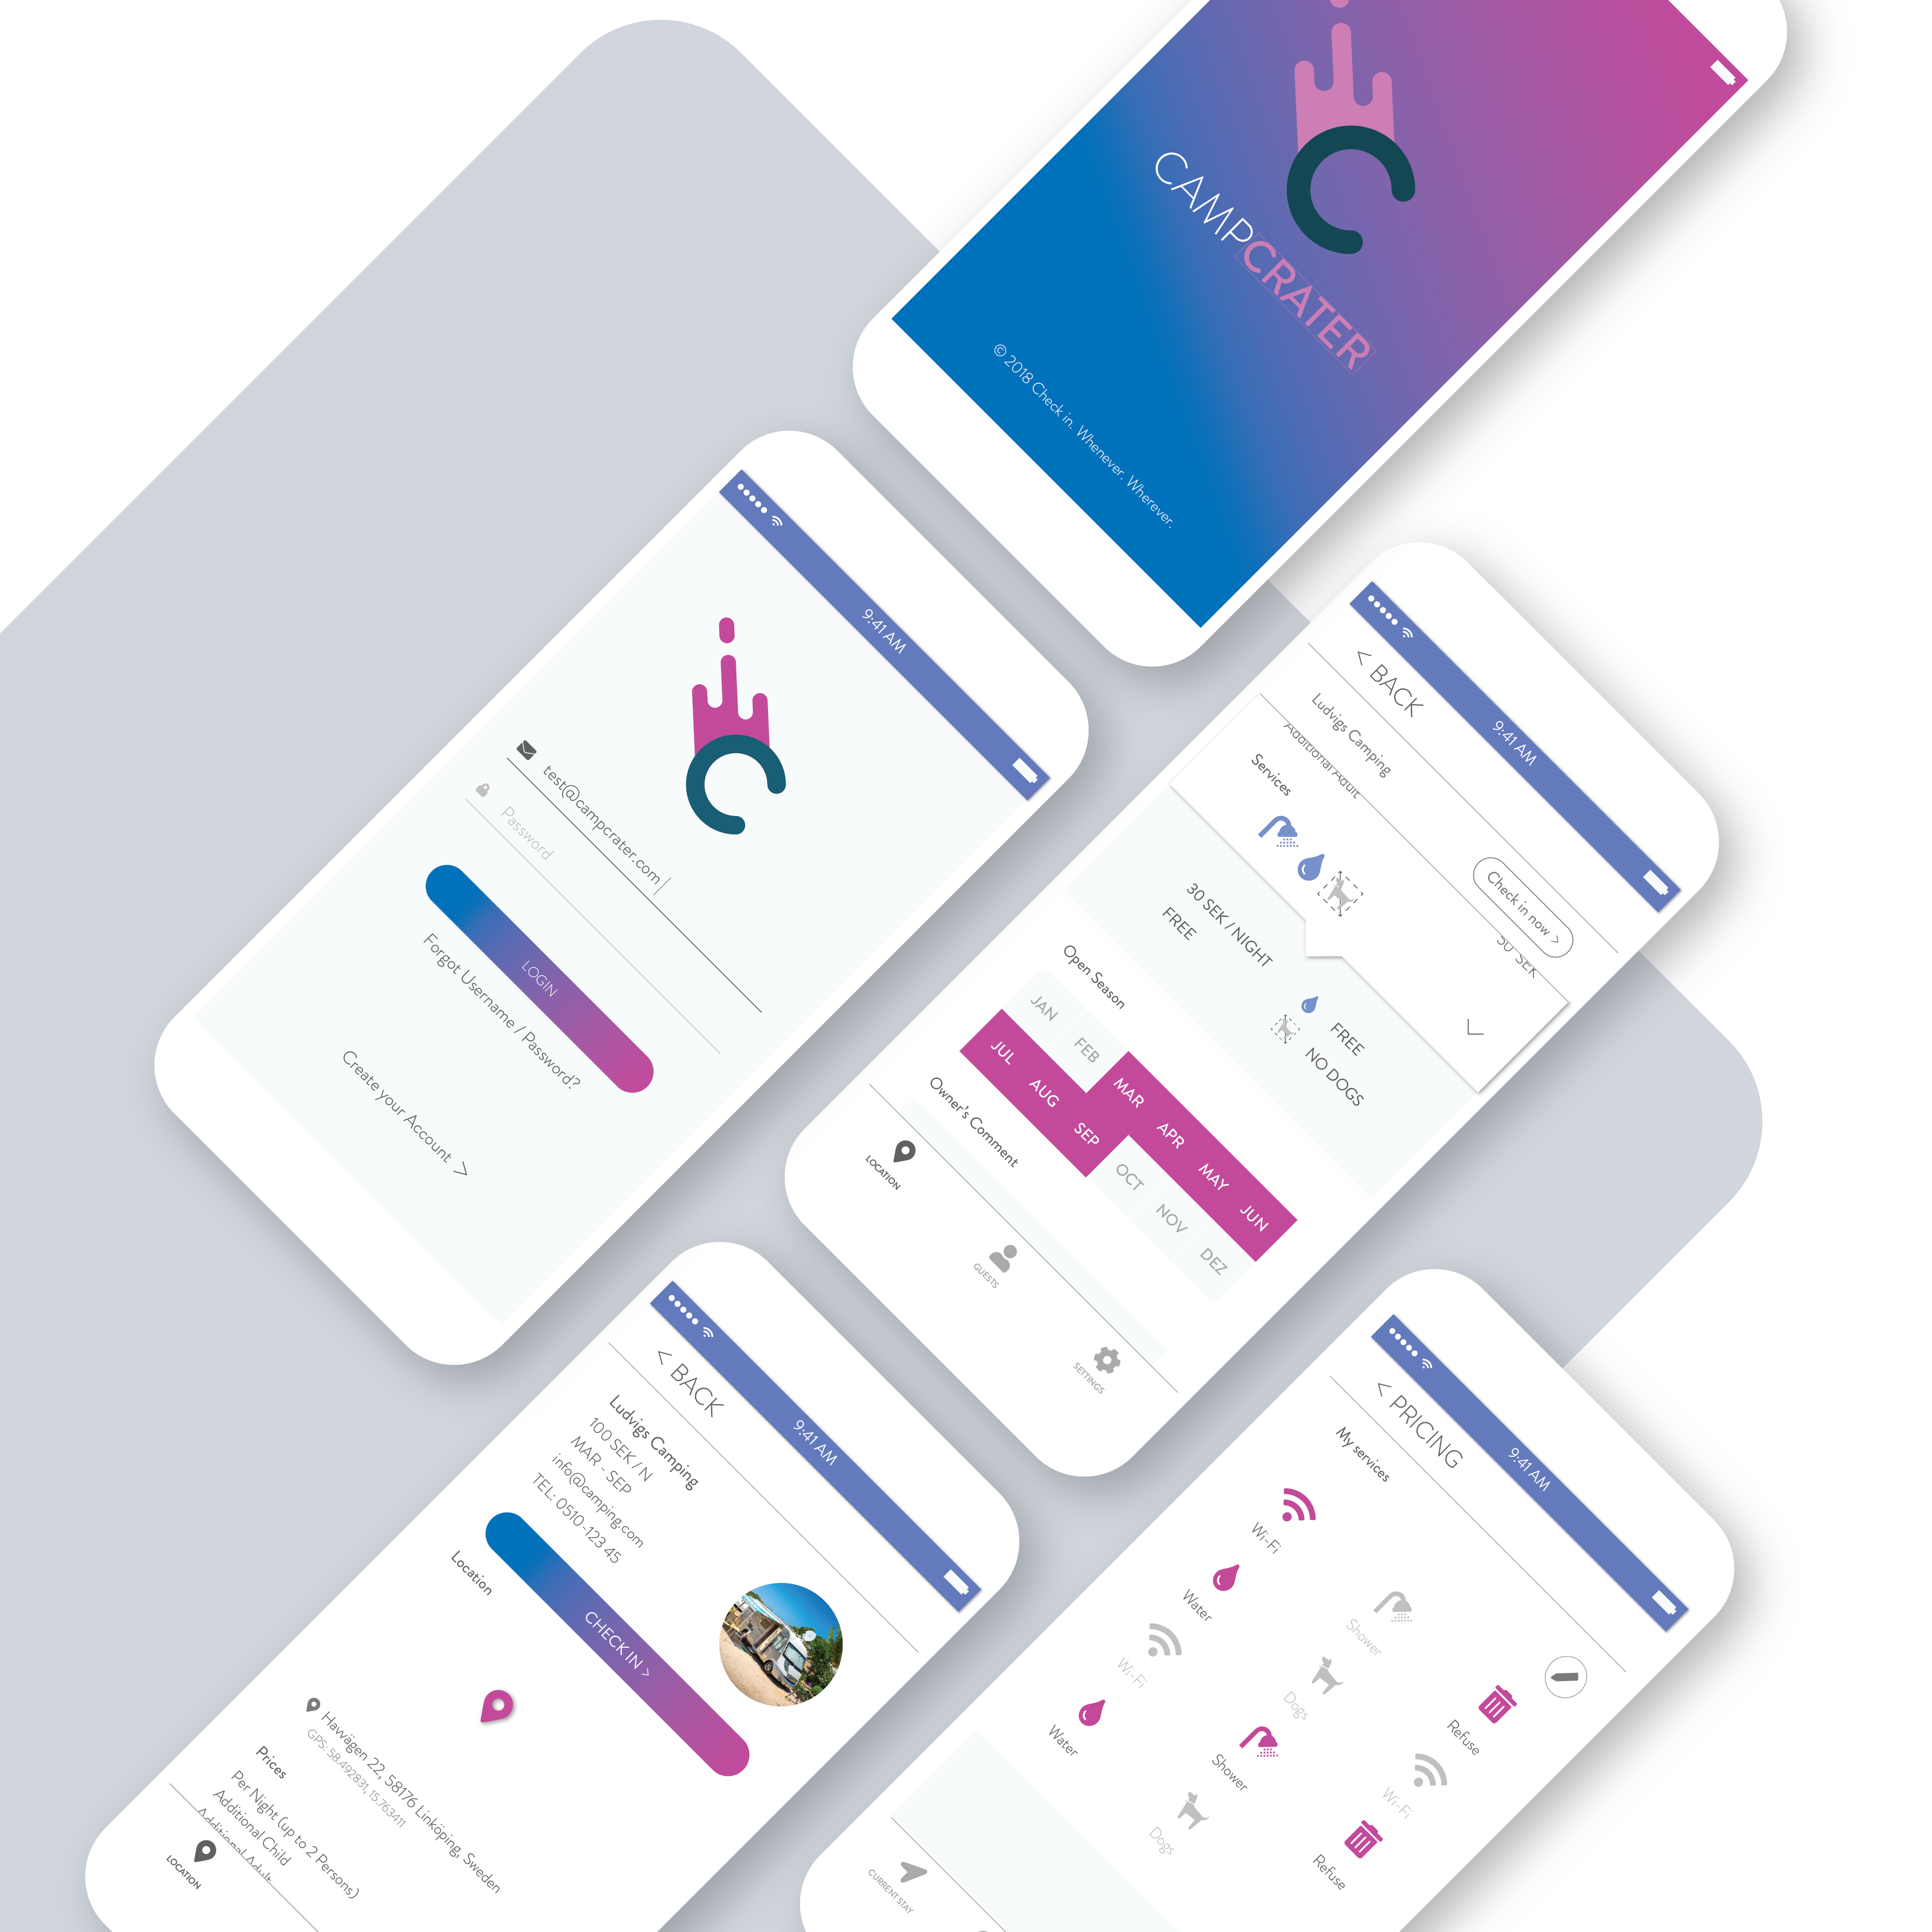 CAMPCRATER
© 2018 Check in. Whenever. Wherever.
9:41 AM
test@campcrater.com
Password
LOGIN
Forgot Username / Password?
Create your Account >
9:41 AM
< BACK
Ludvigs Camping
Check in now >
Additional Adult
50 SEK
Services
30 SEK / NIGHT
FREE
FREE
NO DOGS
Open Season
JAN FEB MAR APR MAY JUN
JUL AUG SEP OCT NOV DEZ
Owner's Comment
LOCATION
GUESTS
SETTINGS
9:41 AM
< BACK
Ludvigs Camping
100 SEK / N
MAR - SEP
info@camping.com
TEL: 0510 -123 45
CHECK IN >
Location
Havvägen 22, 58176 Linköping, Sweden
GPS: 58.492831, 15.763411
Prices
Per Night (up to 2 Persons)
Additional Child
Additional Adult
LOCATION
9:41 AM
< PRICING
My services
Wi-Fi
Shower
Refuse
Water
Dogs
Wi-Fi
Wi-Fi
Shower
Refuse
Water
Dogs
CURRENT STAY